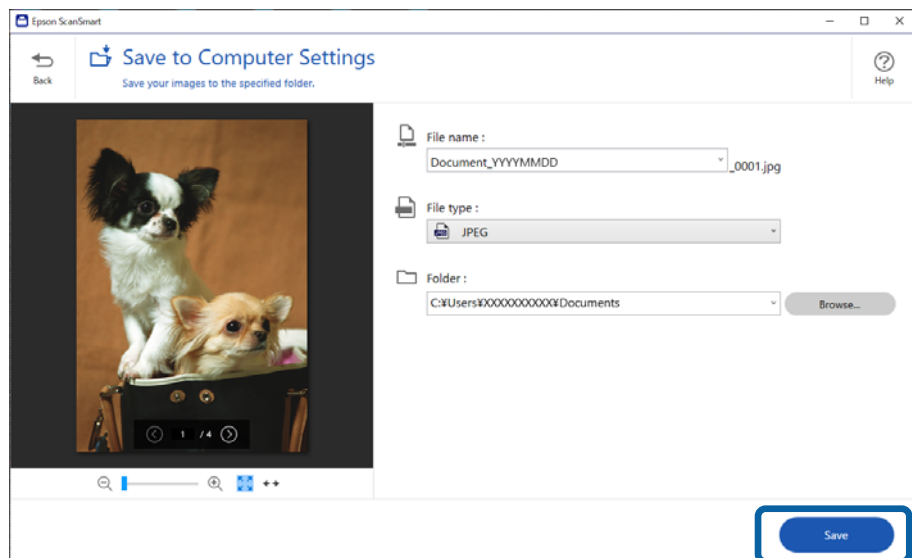 Epson ScanSmart
Back
Save to Computer Settings
Save your images to the specified folder.
Help
File name :
Document_YYYYMMDD
_0001.jpg
File type :
JPEG
Folder :
C:¥Users¥XXXXXXXXXX¥Documents
Browse...
1 / 4
Save